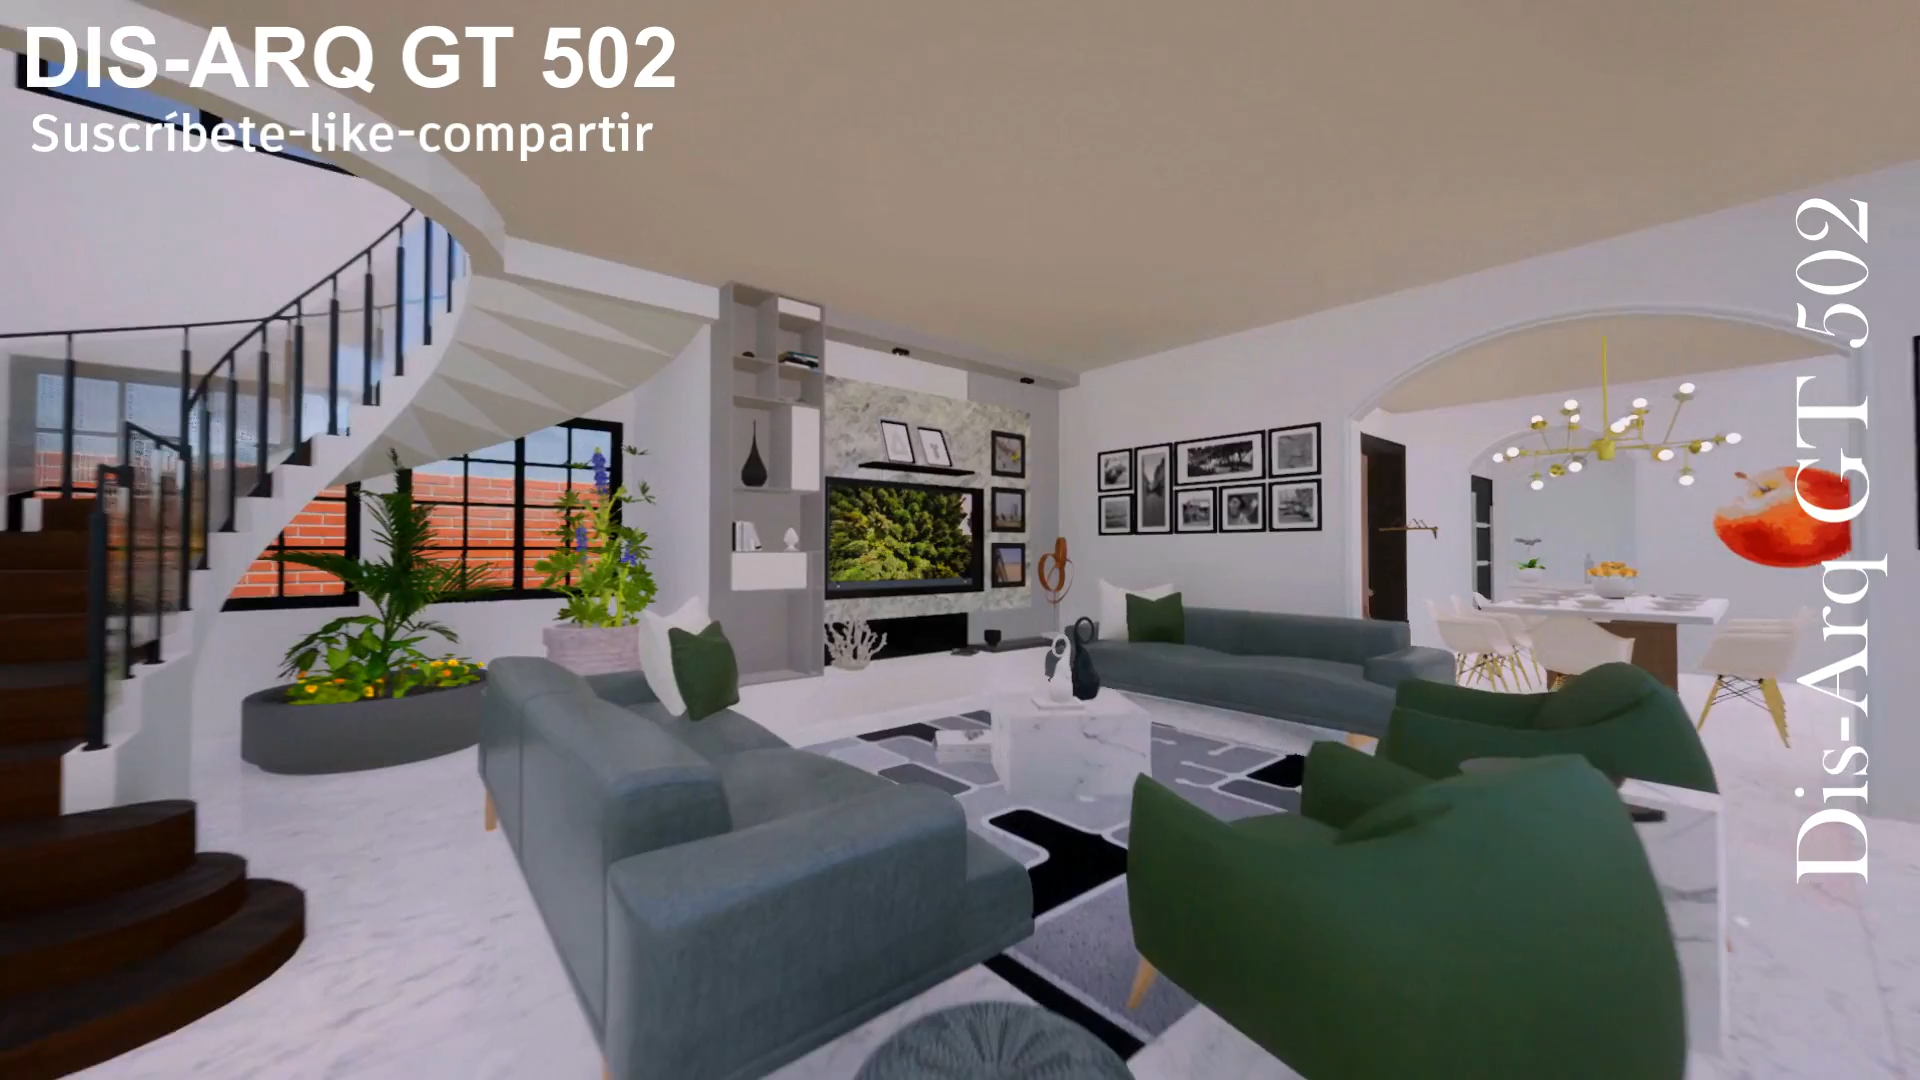 DIS-ARQ GT 502
Suscríbete-like-compartir
Dis-Arq GT 502